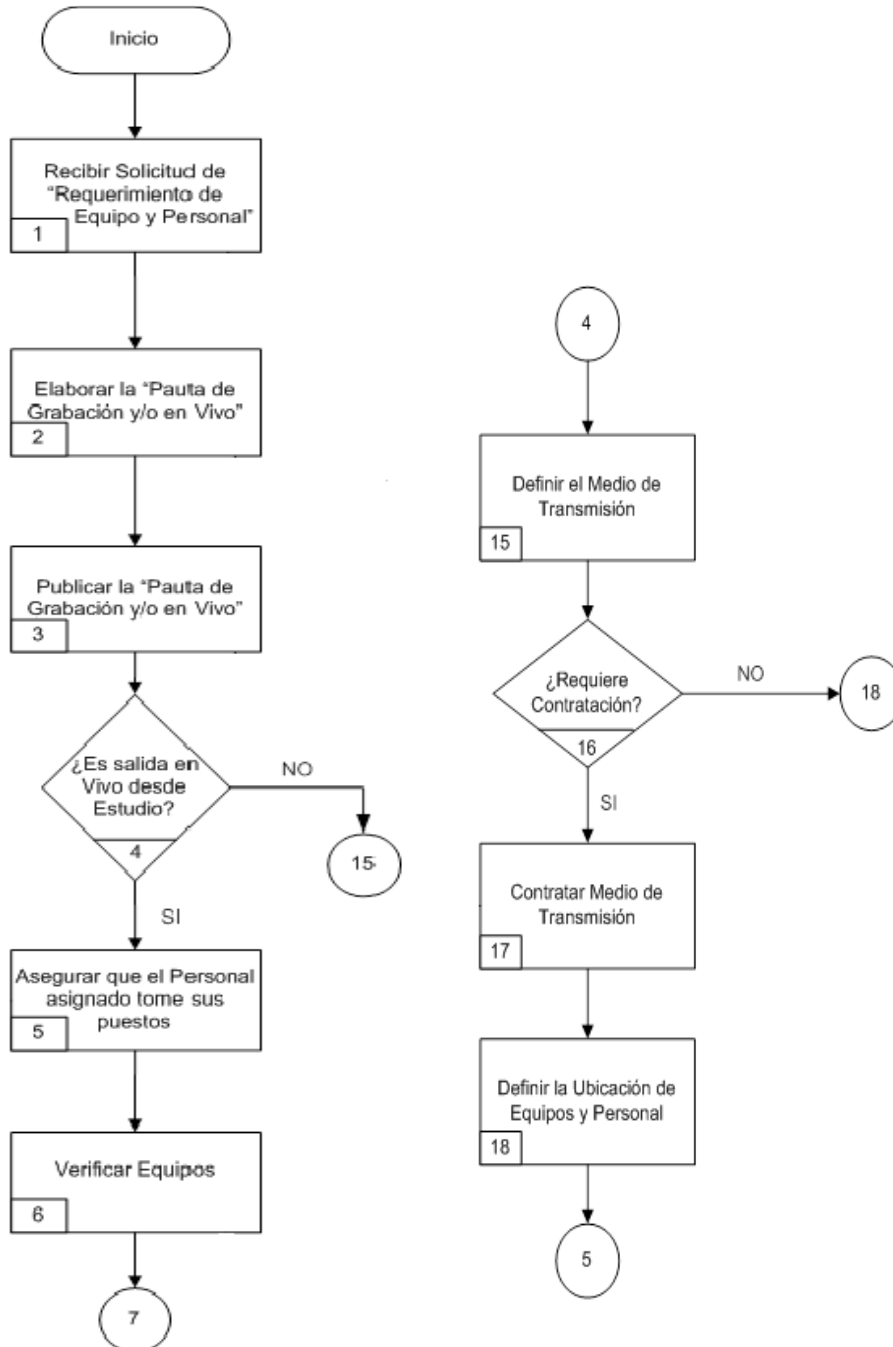 Inicio
Recibir Solicitud de
“Requerimiento de
Equipo y Personal”
1
Elaborar la “Pauta de
Grabación y/o en Vivo”
2
Publicar la “Pauta de
Grabación y/o en Vivo”
3
¿Es salida en
Vivo desde
Estudio?
4
NO
15
SI
Asegurar que el Personal
asignado tome sus
puestos
5
Verificar Equipos
6
7
4
Definir el Medio de
Transmisión
15
¿Requiere
Contratación?
16
NO
18
SI
Contratar Medio de
Transmisión
17
Definir la Ubicación de
Equipos y Personal
18
5